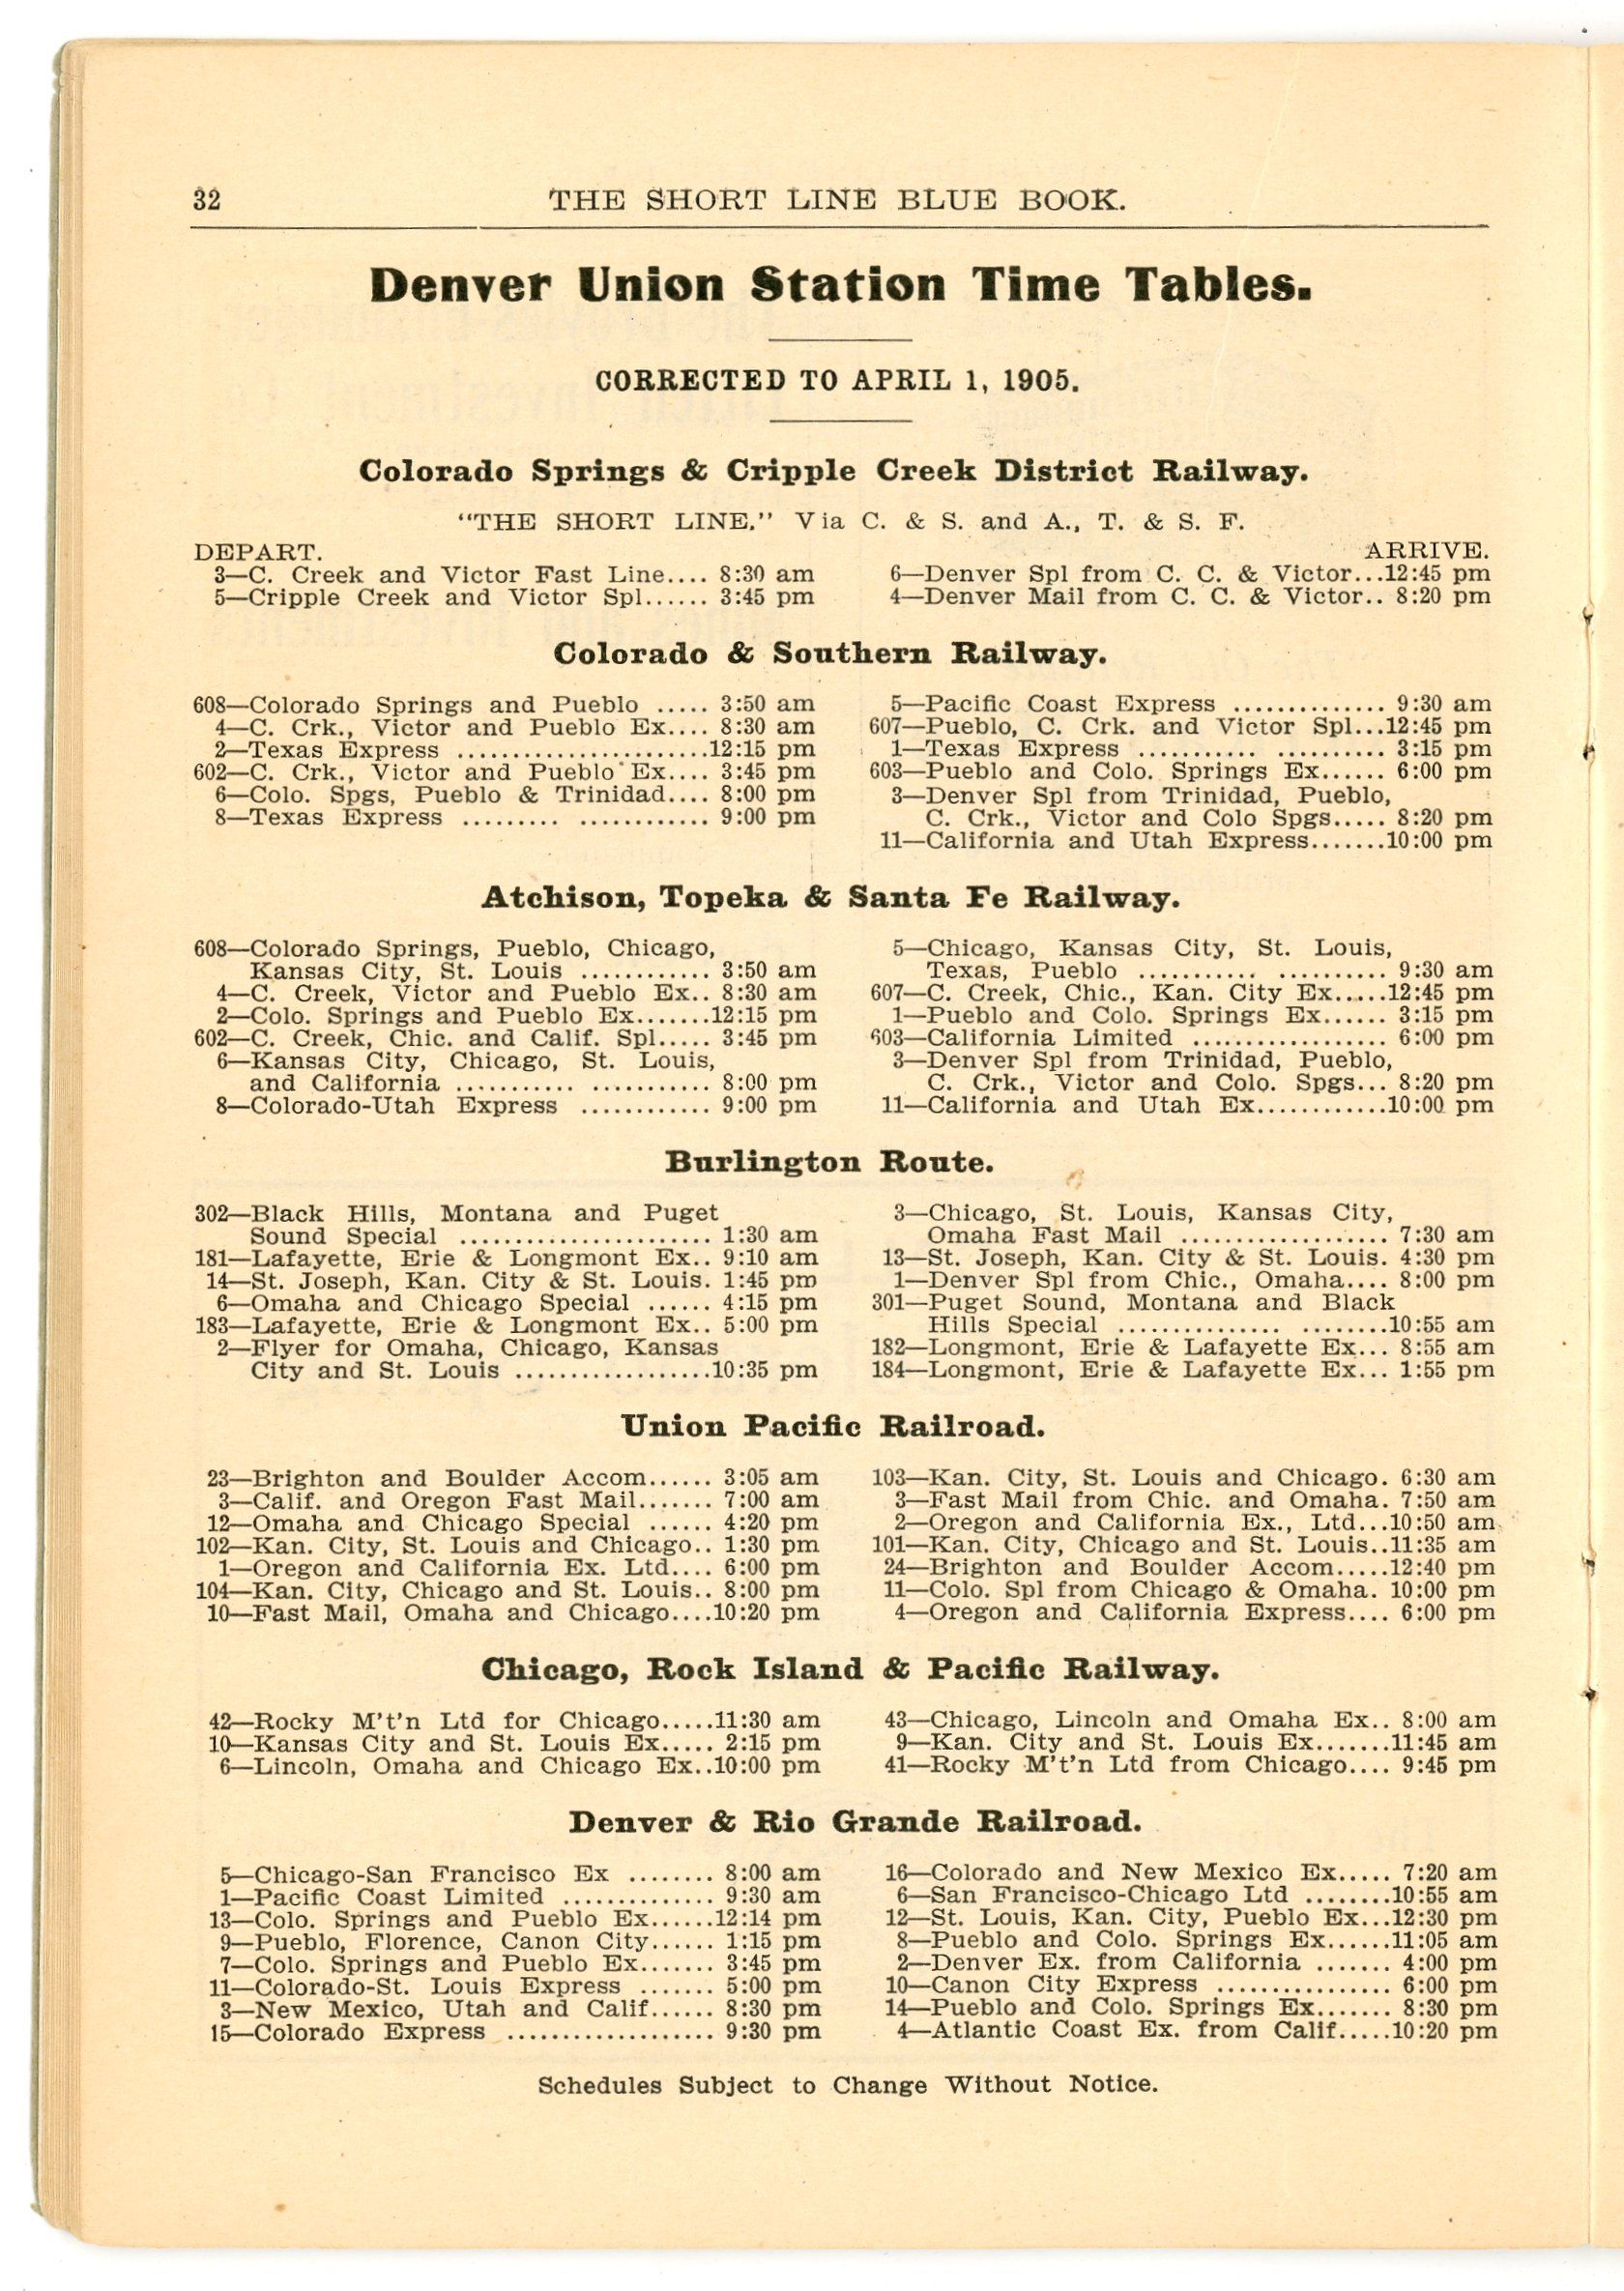 32 THE SHORT LINE BLUE BOOK.
Denver Union Station Time Tables.
CORRECTED TO APRIL 1, 1905.
Colorado Springs & Cripple Creek District Railway.
"THE SHORT LINE." Via C. & S. and A., T. & S. F.
DEPART.
3—C. Creek and Victor Fast Line.... 8:30 am
5—Cripple Creek and Victor Spl...... 3:45 pm
ARRIVE.
6—Denver Spl from C. C. & Victor...12:45 pm
4—Denver Mail from C. C. & Victor.. 8:20 pm
Colorado & Southern Railway.
608—Colorado Springs and Pueblo ..... 3:50 am
4—C. Crk., Victor and Pueblo Ex.... 8:30 am
2—Texas Express ......................12:15 pm
602—C. Crk., Victor and Pueblo Ex.... 3:45 pm
6—Colo. Spgs, Pueblo & Trinidad.... 8:00 pm
8—Texas Express ......... ............ 9:00 pm
5—Pacific Coast Express .............. 9:30 am
607—Pueblo, C. Crk. and Victor Spl...12:45 pm
1—Texas Express ........... .......... 3:15 pm
603—Pueblo and Colo. Springs Ex...... 6:00 pm
3—Denver Spl from Trinidad, Pueblo,
C. Crk., Victor and Colo Spgs..... 8:20 pm
11—California and Utah Express.......10:00 pm
Atchison, Topeka & Santa Fe Railway.
608—Colorado Springs, Pueblo, Chicago,
Kansas City, St. Louis ............ 3:50 am
4—C. Creek, Victor and Pueblo Ex.. 8:30 am
2—Colo. Springs and Pueblo Ex.......12:15 pm
602—C. Creek, Chic. and Calif. Spl..... 3:45 pm
6—Kansas City, Chicago, St. Louis,
and California ........... ........... 8:00 pm
8—Colorado-Utah Express ............ 9:00 pm
5—Chicago, Kansas City, St. Louis,
Texas, Pueblo ........... .......... 9:30 am
607—C. Creek, Chic., Kan. City Ex.....12:45 pm
1—Pueblo and Colo. Springs Ex...... 3:15 pm
603—California Limited ................. 6:00 pm
3—Denver Spl from Trinidad, Pueblo,
C. Crk., Victor and Colo. Spgs... 8:20 pm
11—California and Utah Ex............10:00 pm
Burlington Route.
302—Black Hills, Montana and Puget
Sound Special ...................... 1:30 am
181—Lafayette, Erie & Longmont Ex.. 9:10 am
14—St. Joseph, Kan. City & St. Louis. 1:45 pm
6—Omaha and Chicago Special ...... 4:15 pm
183—Lafayette, Erie & Longmont Ex.. 5:00 pm
2—Flyer for Omaha, Chicago, Kansas
City and St. Louis ..................10:35 pm
3—Chicago, St. Louis, Kansas City,
Omaha Fast Mail .................. 7:30 am
13—St. Joseph, Kan. City & St. Louis. 4:30 pm
1—Denver Spl from Chic., Omaha.... 8:00 pm
301—Puget Sound, Montana and Black
Hills Special ............... ........10:55 am
182—Longmont, Erie & Lafayette Ex... 8:55 am
184—Longmont, Erie & Lafayette Ex... 1:55 pm
Union Pacific Railroad.
23—Brighton and Boulder Accom...... 3:05 am
3—Calif. and Oregon Fast Mail....... 7:00 am
12—Omaha and Chicago Special ...... 4:20 pm
102—Kan. City, St. Louis and Chicago.. 1:30 pm
1—Oregon and California Ex. Ltd.... 6:00 pm
104—Kan. City, Chicago and St. Louis.. 8:00 pm
10—Fast Mail, Omaha and Chicago....10:20 pm
103—Kan. City, St. Louis and Chicago. 6:30 am
3—Fast Mail from Chic. and Omaha. 7:50 am
2—Oregon and California Ex., Ltd...10:50 am
101—Kan. City, Chicago and St. Louis..11:35 am
24—Brighton and Boulder Accom.....12:40 pm
11—Colo. Spl from Chicago & Omaha. 10:00 pm
4—Oregon and California Express.... 6:00 pm
Chicago, Rock Island & Pacific Railway.
42—Rocky M't'n Ltd for Chicago.....11:30 am
10—Kansas City and St. Louis Ex..... 2:15 pm
6—Lincoln, Omaha and Chicago Ex..10:00 pm
43—Chicago, Lincoln and Omaha Ex.. 8:00 am
9—Kan. City and St. Louis Ex.......11:45 am
41—Rocky M't'n Ltd from Chicago.... 9:45 pm
Denver & Rio Grande Railroad.
5—Chicago-San Francisco Ex ........ 8:00 am
1—Pacific Coast Limited .............. 9:30 am
13—Colo. Springs and Pueblo Ex......12:14 pm
9—Pueblo, Florence, Canon City...... 1:15 pm
7—Colo. Springs and Pueblo Ex....... 3:45 pm
11—Colorado-St. Louis Express ....... 5:00 pm
3—New Mexico, Utah and Calif...... 8:30 pm
15—Colorado Express ................... 9:30 pm
16—Colorado and New Mexico Ex..... 7:20 am
6—San Francisco-Chicago Ltd ........10:55 am
12—St. Louis, Kan. City, Pueblo Ex...12:30 pm
8—Pueblo and Colo. Springs Ex......11:05 am
2—Denver Ex. from California ....... 4:00 pm
10—Canon City Express ................ 6:00 pm
14—Pueblo and Colo. Springs Ex....... 8:30 pm
4—Atlantic Coast Ex. from Calif.....10:20 pm
Schedules Subject to Change Without Notice.